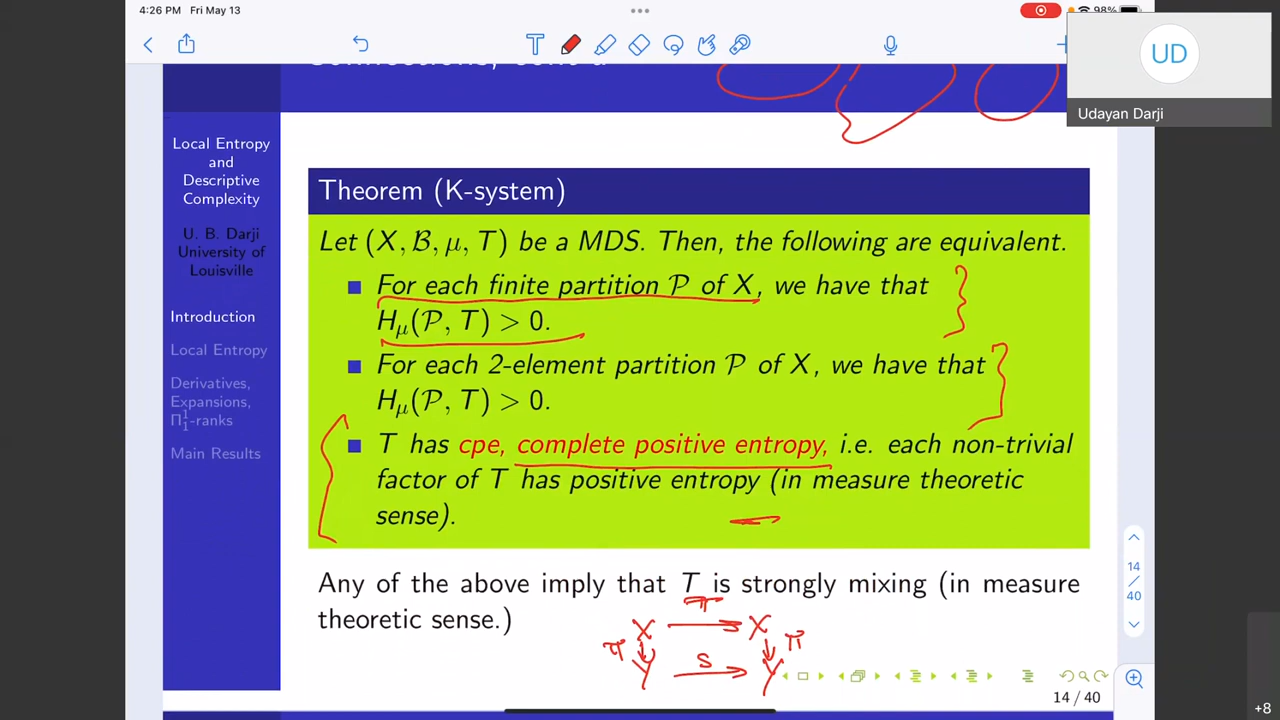 4:26 PM Fri May 13
98%
UD
Udayan Darji
Local Entropy
and
Descriptive
Complexity
U. B. Darji
University of
Louisville
Introduction
Local Entropy
Derivatives,
Expansions,
Π¹₁-ranks
Main Results
Theorem (K-system)
Let (X, B, μ, T) be a MDS. Then, the following are equivalent.
For each finite partition P of X, we have that
Hμ(P, T) > 0.
For each 2-element partition P of X, we have that
Hμ(P, T) > 0.
T has cpe, complete positive entropy, i.e. each non-trivial
factor of T has positive entropy (in measure theoretic
sense).
Any of the above imply that T is strongly mixing (in measure
theoretic sense.)
T
X → X
π π
S
Y → Y
14 / 40
14
/
40
+8